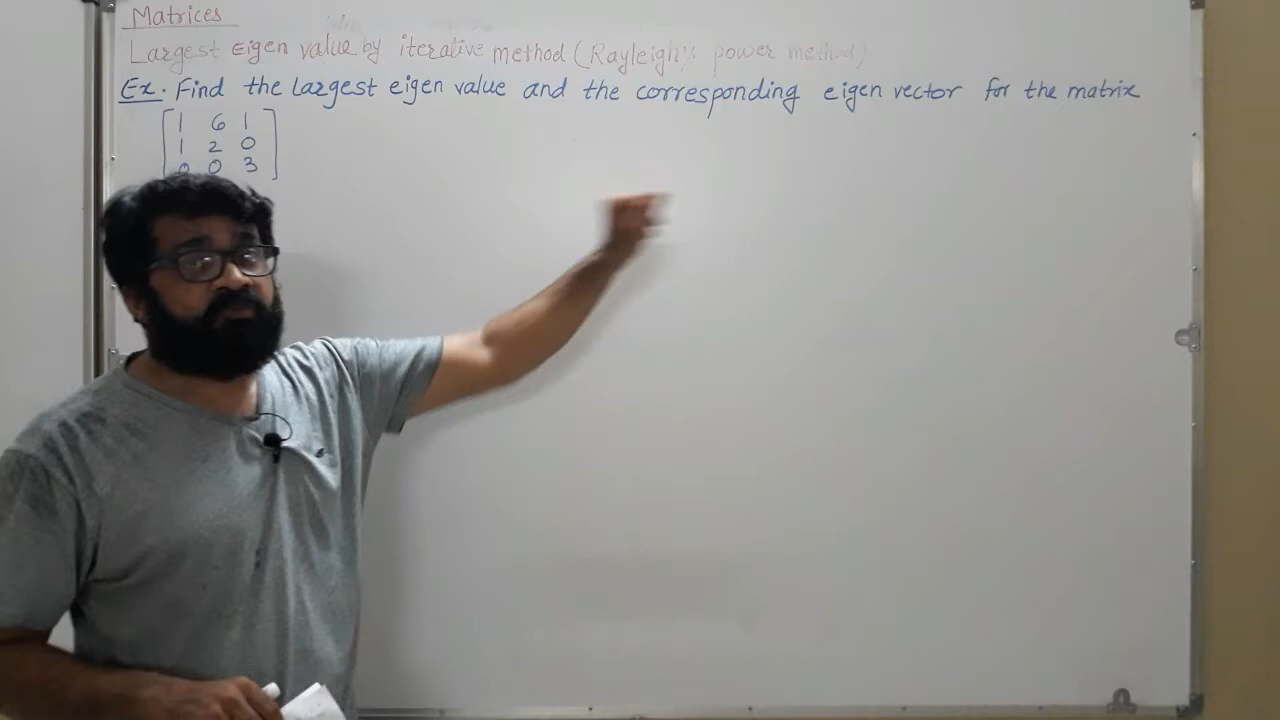 Matrices
Largest Eigen value by iterative method (Rayleigh's power method)
Ex. Find the largest eigen value and the corresponding eigen vector for the matrix
1 6 1
1 2 0
0 0 3